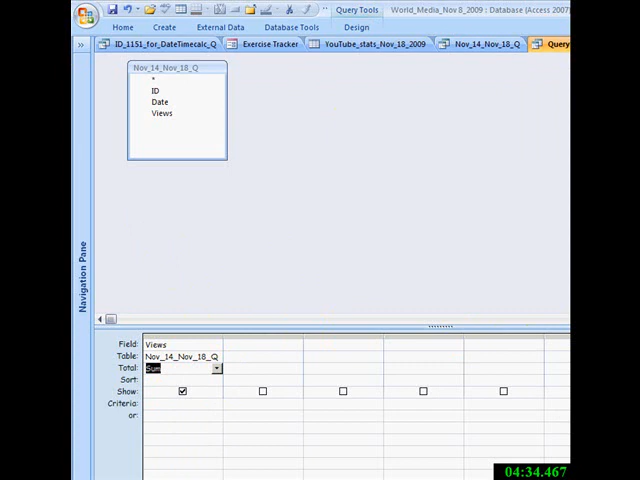 Query Tools
World_Media_Nov 8_2009 : Database (Access 2007)
Home
Create
External Data
Database Tools
Design
ID_1151_for_DateTimecalc_Q
Exercise Tracker
YouTube_stats_Nov_18_2009
Nov_14_Nov_18_Q
Query
Nov_14_Nov_18_Q
*
ID
Date
Views
Navigation Pane
Field: Views
Table: Nov_14_Nov_18_Q
Total: Sum
Sort:
Show:
Criteria:
or:
04:34.467